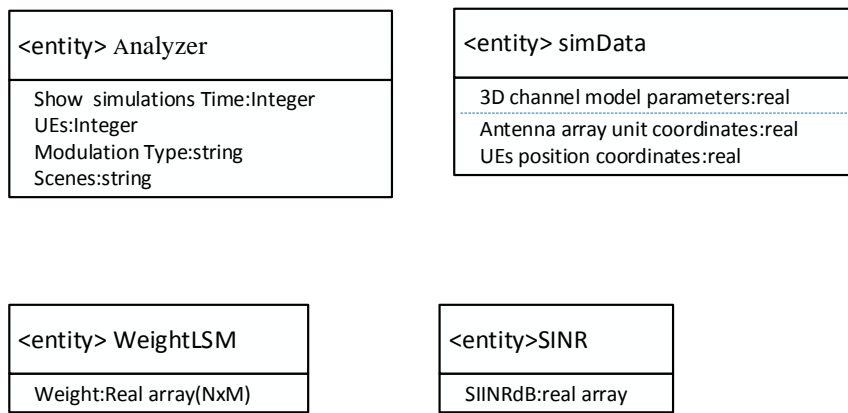 <entity> Analyzer
Show simulations Time:Integer
UEs:Integer
Modulation Type:string
Scenes:string
<entity> simData
3D channel model parameters:real
Antenna array unit coordinates:real
UEs position coordinates:real
<entity> WeightLSM
Weight:Real array(NxM)
<entity>SINR
SIINRdB:real array